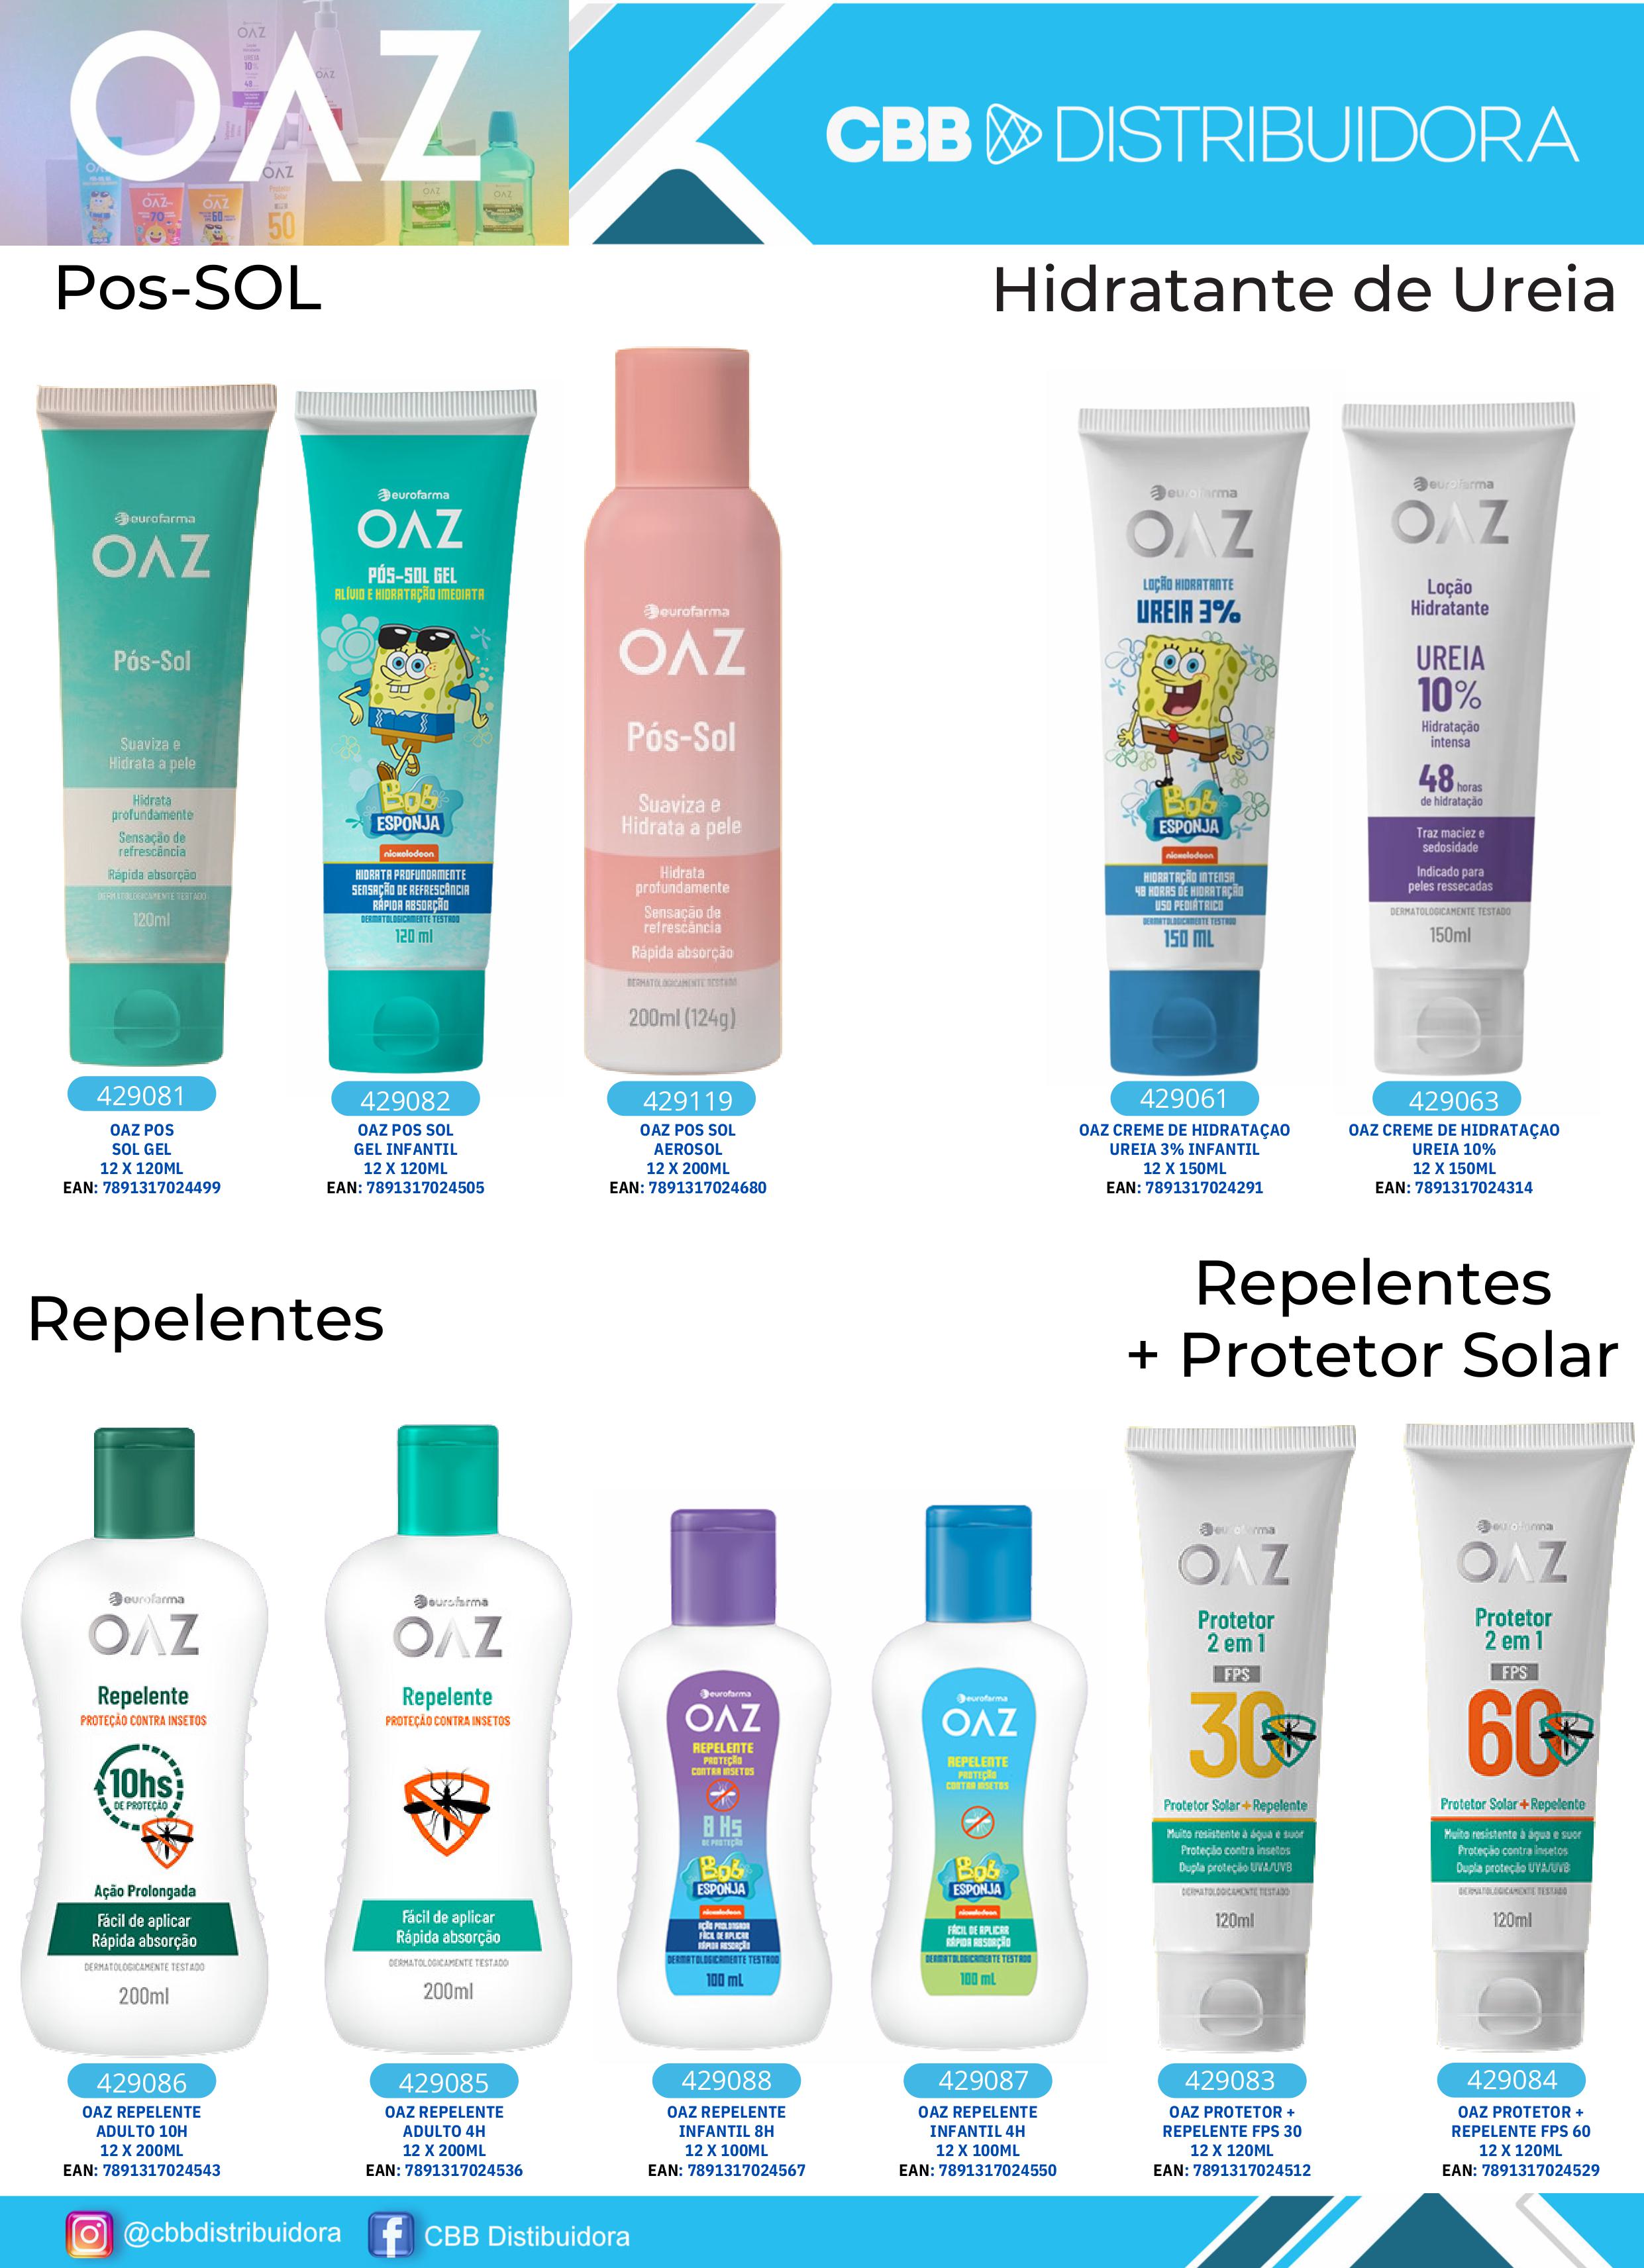 OAZ
CBB DISTRIBUIDORA
Pos-SOL
Hidratante de Ureia
eurofarma
OAZ
Pós-Sol
Suaviza e
Hidrata a pele
Hidrata
profundamente
Sensação de
refrescância
Rápida absorção
DERMATOLOGICAMENTE TESTADO
120ml
eurofarma
OAZ
PÓS-SOL GEL
ALÍVIO E HIDRATAÇÃO IMEDIATA
Bob
ESPONJA
nickelodeon
HIDRATA PROFUNDAMENTE
SENSAÇÃO DE REFRESCÂNCIA
RÁPIDA ABSORÇÃO
DERMATOLOGICAMENTE TESTADO
120 ml
eurofarma
OAZ
Pós-Sol
Suaviza e
Hidrata a pele
Hidrata
profundamente
Sensação de
refrescância
Rápida absorção
DERMATOLOGICAMENTE TESTADO
200ml (124g)
eurofarma
OAZ
LOÇÃO HIDRATANTE
UREIA 3%
Bob
ESPONJA
nickelodeon
HIDRATAÇÃO INTENSA
48 HORAS DE HIDRATAÇÃO
USO PEDIÁTRICO
DERMATOLOGICAMENTE TESTADO
150 ML
eurofarma
OAZ
Loção
Hidratante
UREIA
10%
Hidratação
intensa
48 horas
de hidratação
Traz maciez e
sedosidade
Indicado para
peles ressecadas
DERMATOLOGICAMENTE TESTADO
150ml
429081
OAZ POS
SOL GEL
12 X 120ML
EAN: 7891317024499
429082
OAZ POS SOL
GEL INFANTIL
12 X 120ML
EAN: 7891317024505
429119
OAZ POS SOL
AEROSOL
12 X 200ML
EAN: 7891317024680
429061
OAZ CREME DE HIDRATAÇAO
UREIA 3% INFANTIL
12 X 150ML
EAN: 7891317024291
429063
OAZ CREME DE HIDRATAÇAO
UREIA 10%
12 X 150ML
EAN: 7891317024314
Repelentes
Repelentes
+ Protetor Solar
eurofarma
OAZ
Repelente
PROTEÇÃO CONTRA INSETOS
10hs
DE PROTEÇÃO
Ação Prolongada
Fácil de aplicar
Rápida absorção
DERMATOLOGICAMENTE TESTADO
200ml
eurofarma
OAZ
Repelente
PROTEÇÃO CONTRA INSETOS
Fácil de aplicar
Rápida absorção
DERMATOLOGICAMENTE TESTADO
200ml
eurofarma
OAZ
REPELENTE
PROTEÇÃO
CONTRA INSETOS
8 Hs
DE PROTEÇÃO
Bob
ESPONJA
nickelodeon
AÇÃO PROLONGADA
FÁCIL DE APLICAR
RÁPIDA ABSORÇÃO
DERMATOLOGICAMENTE TESTADO
100 mL
eurofarma
OAZ
REPELENTE
PROTEÇÃO
CONTRA INSETOS
Bob
ESPONJA
nickelodeon
FÁCIL DE APLICAR
RÁPIDA ABSORÇÃO
DERMATOLOGICAMENTE TESTADO
100 mL
eurofarma
OAZ
Protetor
2 em 1
FPS
30
Protetor Solar+Repelente
Muito resistente à água e suor
Proteção contra insetos
Dupla proteção UVA/UVB
DERMATOLOGICAMENTE TESTADO
120ml
eurofarma
OAZ
Protetor
2 em 1
FPS
60
Protetor Solar+Repelente
Muito resistente à água e suor
Proteção contra insetos
Dupla proteção UVA/UVB
DERMATOLOGICAMENTE TESTADO
120ml
429086
OAZ REPELENTE
ADULTO 10H
12 X 200ML
EAN: 7891317024543
429085
OAZ REPELENTE
ADULTO 4H
12 X 200ML
EAN: 7891317024536
429088
OAZ REPELENTE
INFANTIL 8H
12 X 100ML
EAN: 7891317024567
429087
OAZ REPELENTE
INFANTIL 4H
12 X 100ML
EAN: 7891317024550
429083
OAZ PROTETOR +
REPELENTE FPS 30
12 X 120ML
EAN: 7891317024512
429084
OAZ PROTETOR +
REPELENTE FPS 60
12 X 120ML
EAN: 7891317024529
@cbbdistribuidora
CBB Distibuidora